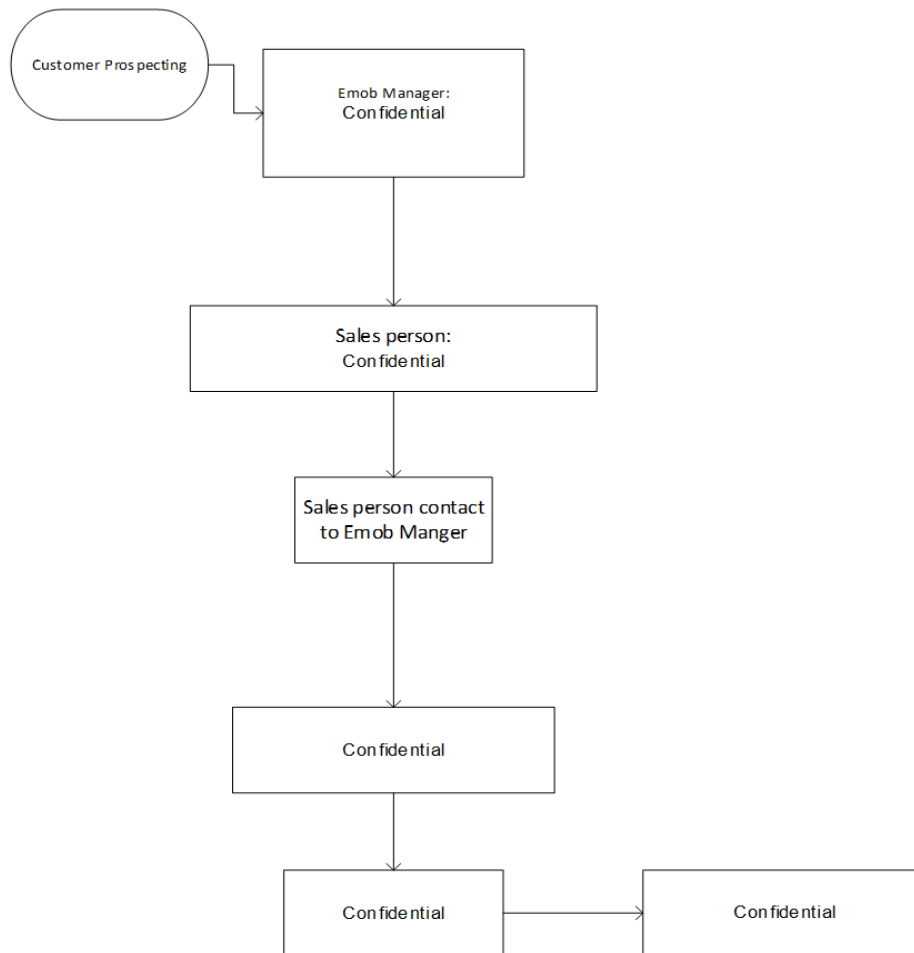 Customer Prospecting
Emob Manager:
Confidential
Sales person:
Confidential
Sales person contact
to Emob Manger
Confidential
Confidential
Confidential